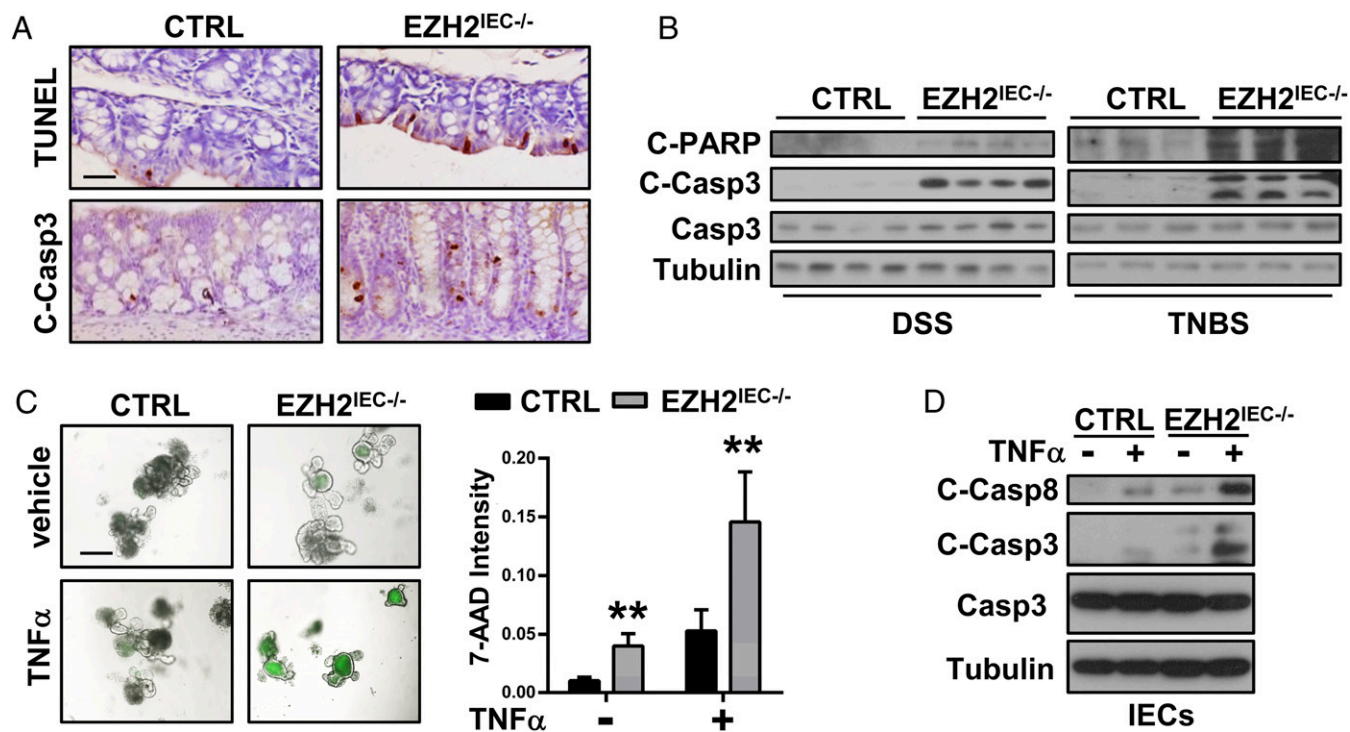 A
CTRL
EZH2IEC-/-
TUNEL
C-Casp3
B
CTRL
EZH2IEC-/-
CTRL
EZH2IEC-/-
C-PARP
C-Casp3
Casp3
Tubulin
DSS
TNBS
C
CTRL
EZH2IEC-/-
vehicle
TNFα
CTRL
EZH2IEC-/-
7-AAD Intensity
0.20
0.15
0.10
0.05
0.00
**
**
TNFα
-
+
D
CTRL
EZH2IEC-/-
TNFα
- + - +
C-Casp8
C-Casp3
Casp3
Tubulin
IECs